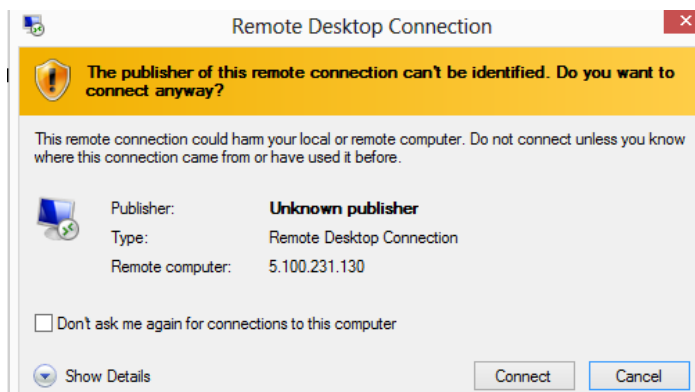 Remote Desktop Connection
The publisher of this remote connection can't be identified. Do you want to
connect anyway?
This remote connection could harm your local or remote computer. Do not connect unless you know
where this connection came from or have used it before.
Publisher: Unknown publisher
Type: Remote Desktop Connection
Remote computer: 5.100.231.130
Don't ask me again for connections to this computer
Show Details Connect Cancel